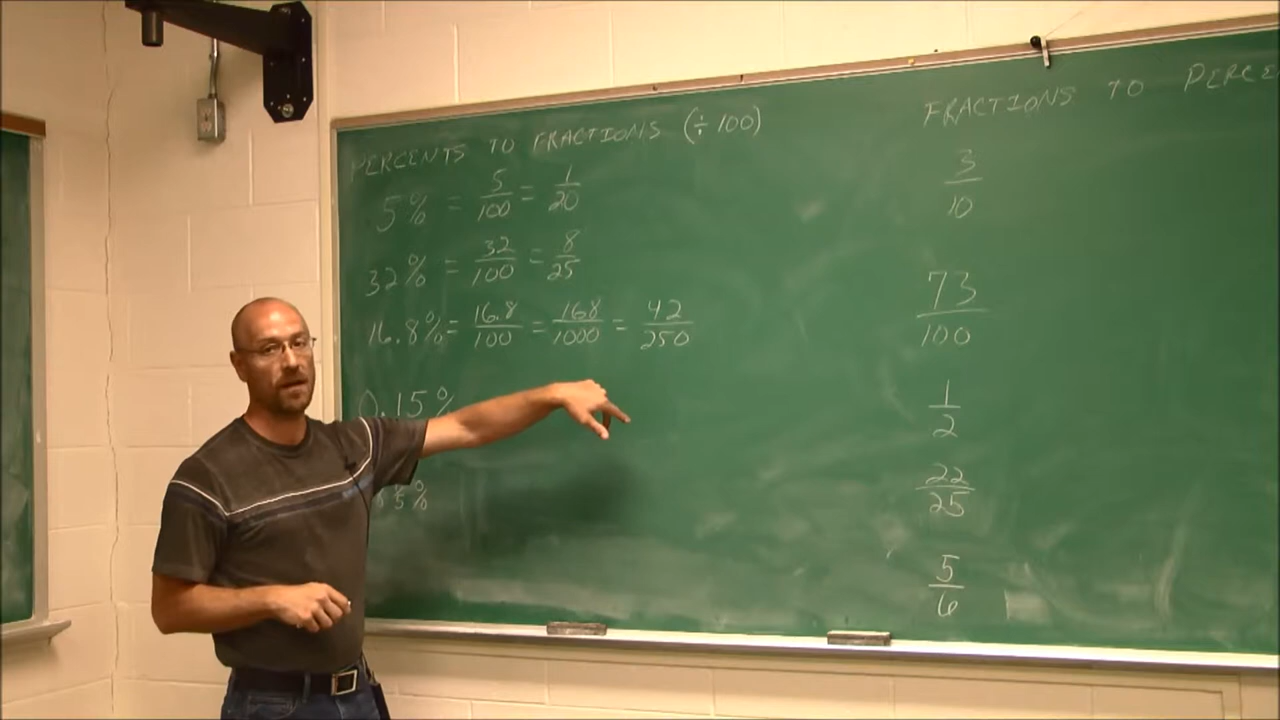 PERCENTS TO FRACTIONS (÷ 100)
5% = 5/100 = 1/20
32% = 32/100 = 8/25
16.8% = 16.8/100 = 168/1000 = 42/250
0.15%
5%
FRACTIONS TO PERCE
3/10
73/100
1/2
22/25
5/6